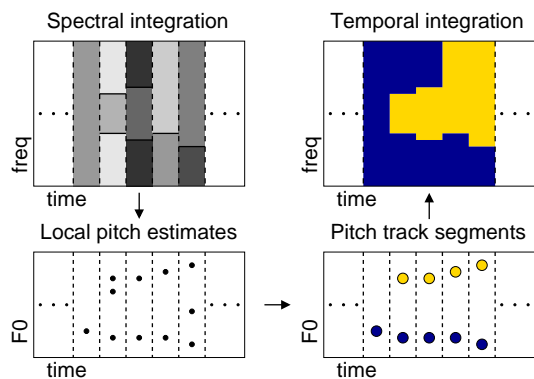 Spectral integration
Temporal integration
freq
· · ·
· · ·
time
freq
· · ·
· · ·
time
Local pitch estimates
Pitch track segments
F0
· · ·
· · ·
time
F0
· · ·
· · ·
time